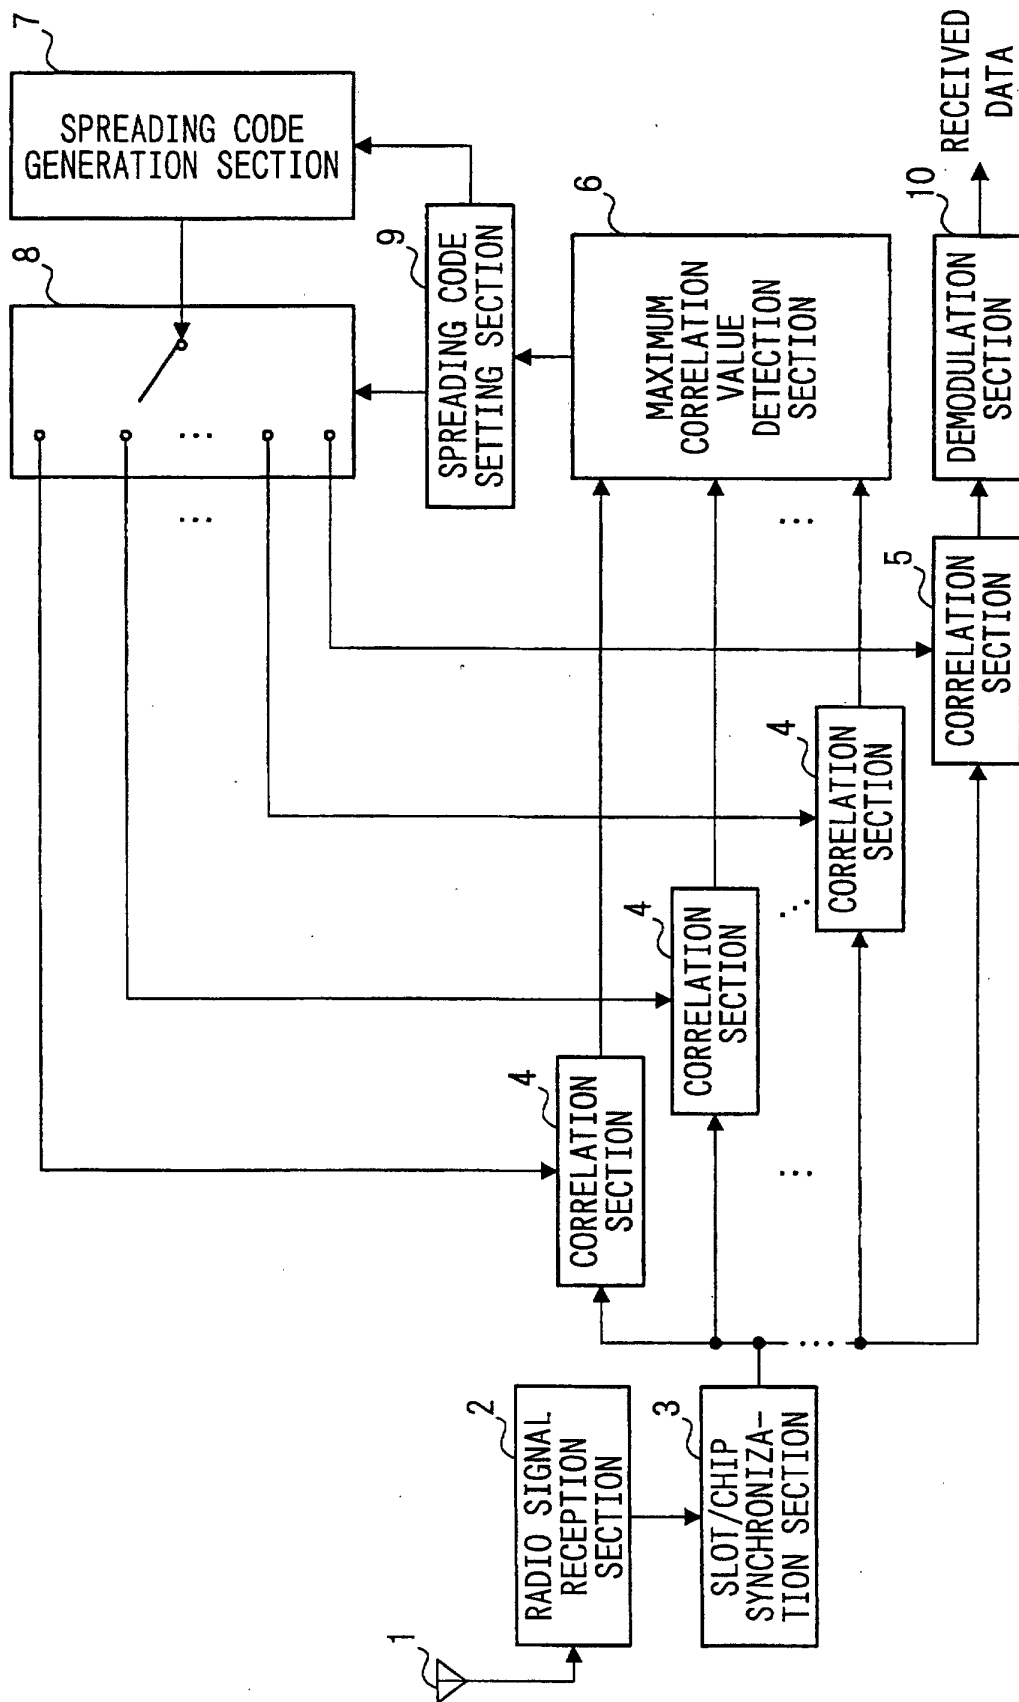 1
2
RADIO SIGNAL
RECEPTION
SECTION
3
SLOT/CHIP
SYNCHRONIZA-
TION SECTION
4
CORRELATION
SECTION
4
CORRELATION
SECTION
4
CORRELATION
SECTION
5
CORRELATION
SECTION
6
MAXIMUM
CORRELATION
VALUE
DETECTION
SECTION
7
SPREADING CODE
GENERATION SECTION
8
9
SPREADING CODE
SETTING SECTION
10
DEMODULATION
SECTION
RECEIVED
DATA